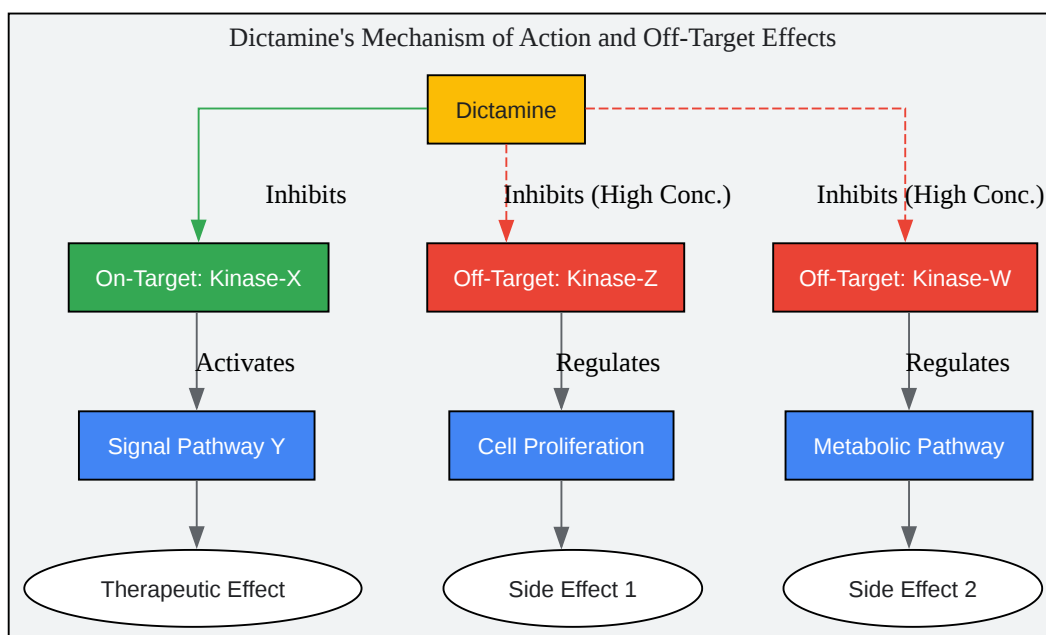 Dictamine's Mechanism of Action and Off-Target Effects
Dictamine
Inhibits
Inhibits (High Conc.)
Inhibits (High Conc.)
On-Target: Kinase-X
Off-Target: Kinase-Z
Off-Target: Kinase-W
Activates
Regulates
Regulates
Signal Pathway Y
Cell Proliferation
Metabolic Pathway
Therapeutic Effect
Side Effect 1
Side Effect 2